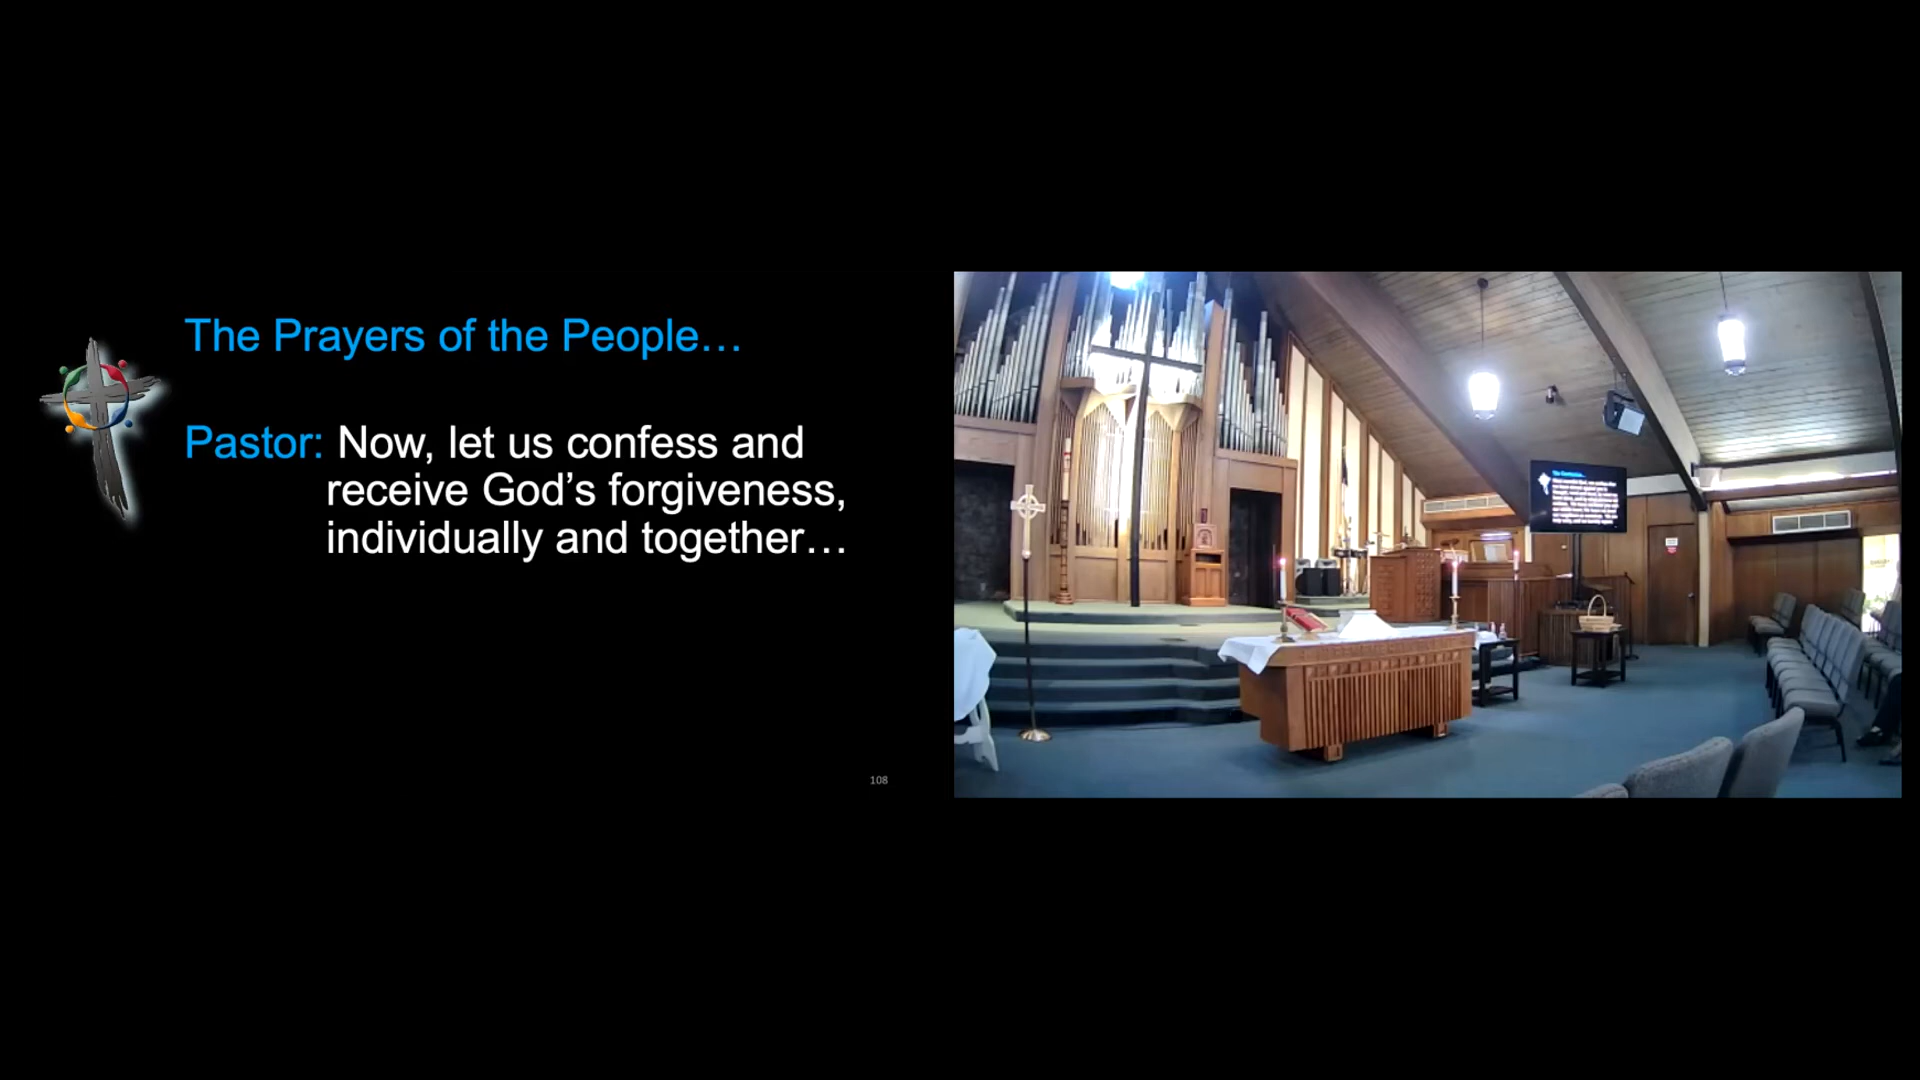 The Prayers of the People…
Pastor: Now, let us confess and
receive God’s forgiveness,
individually and together…
108